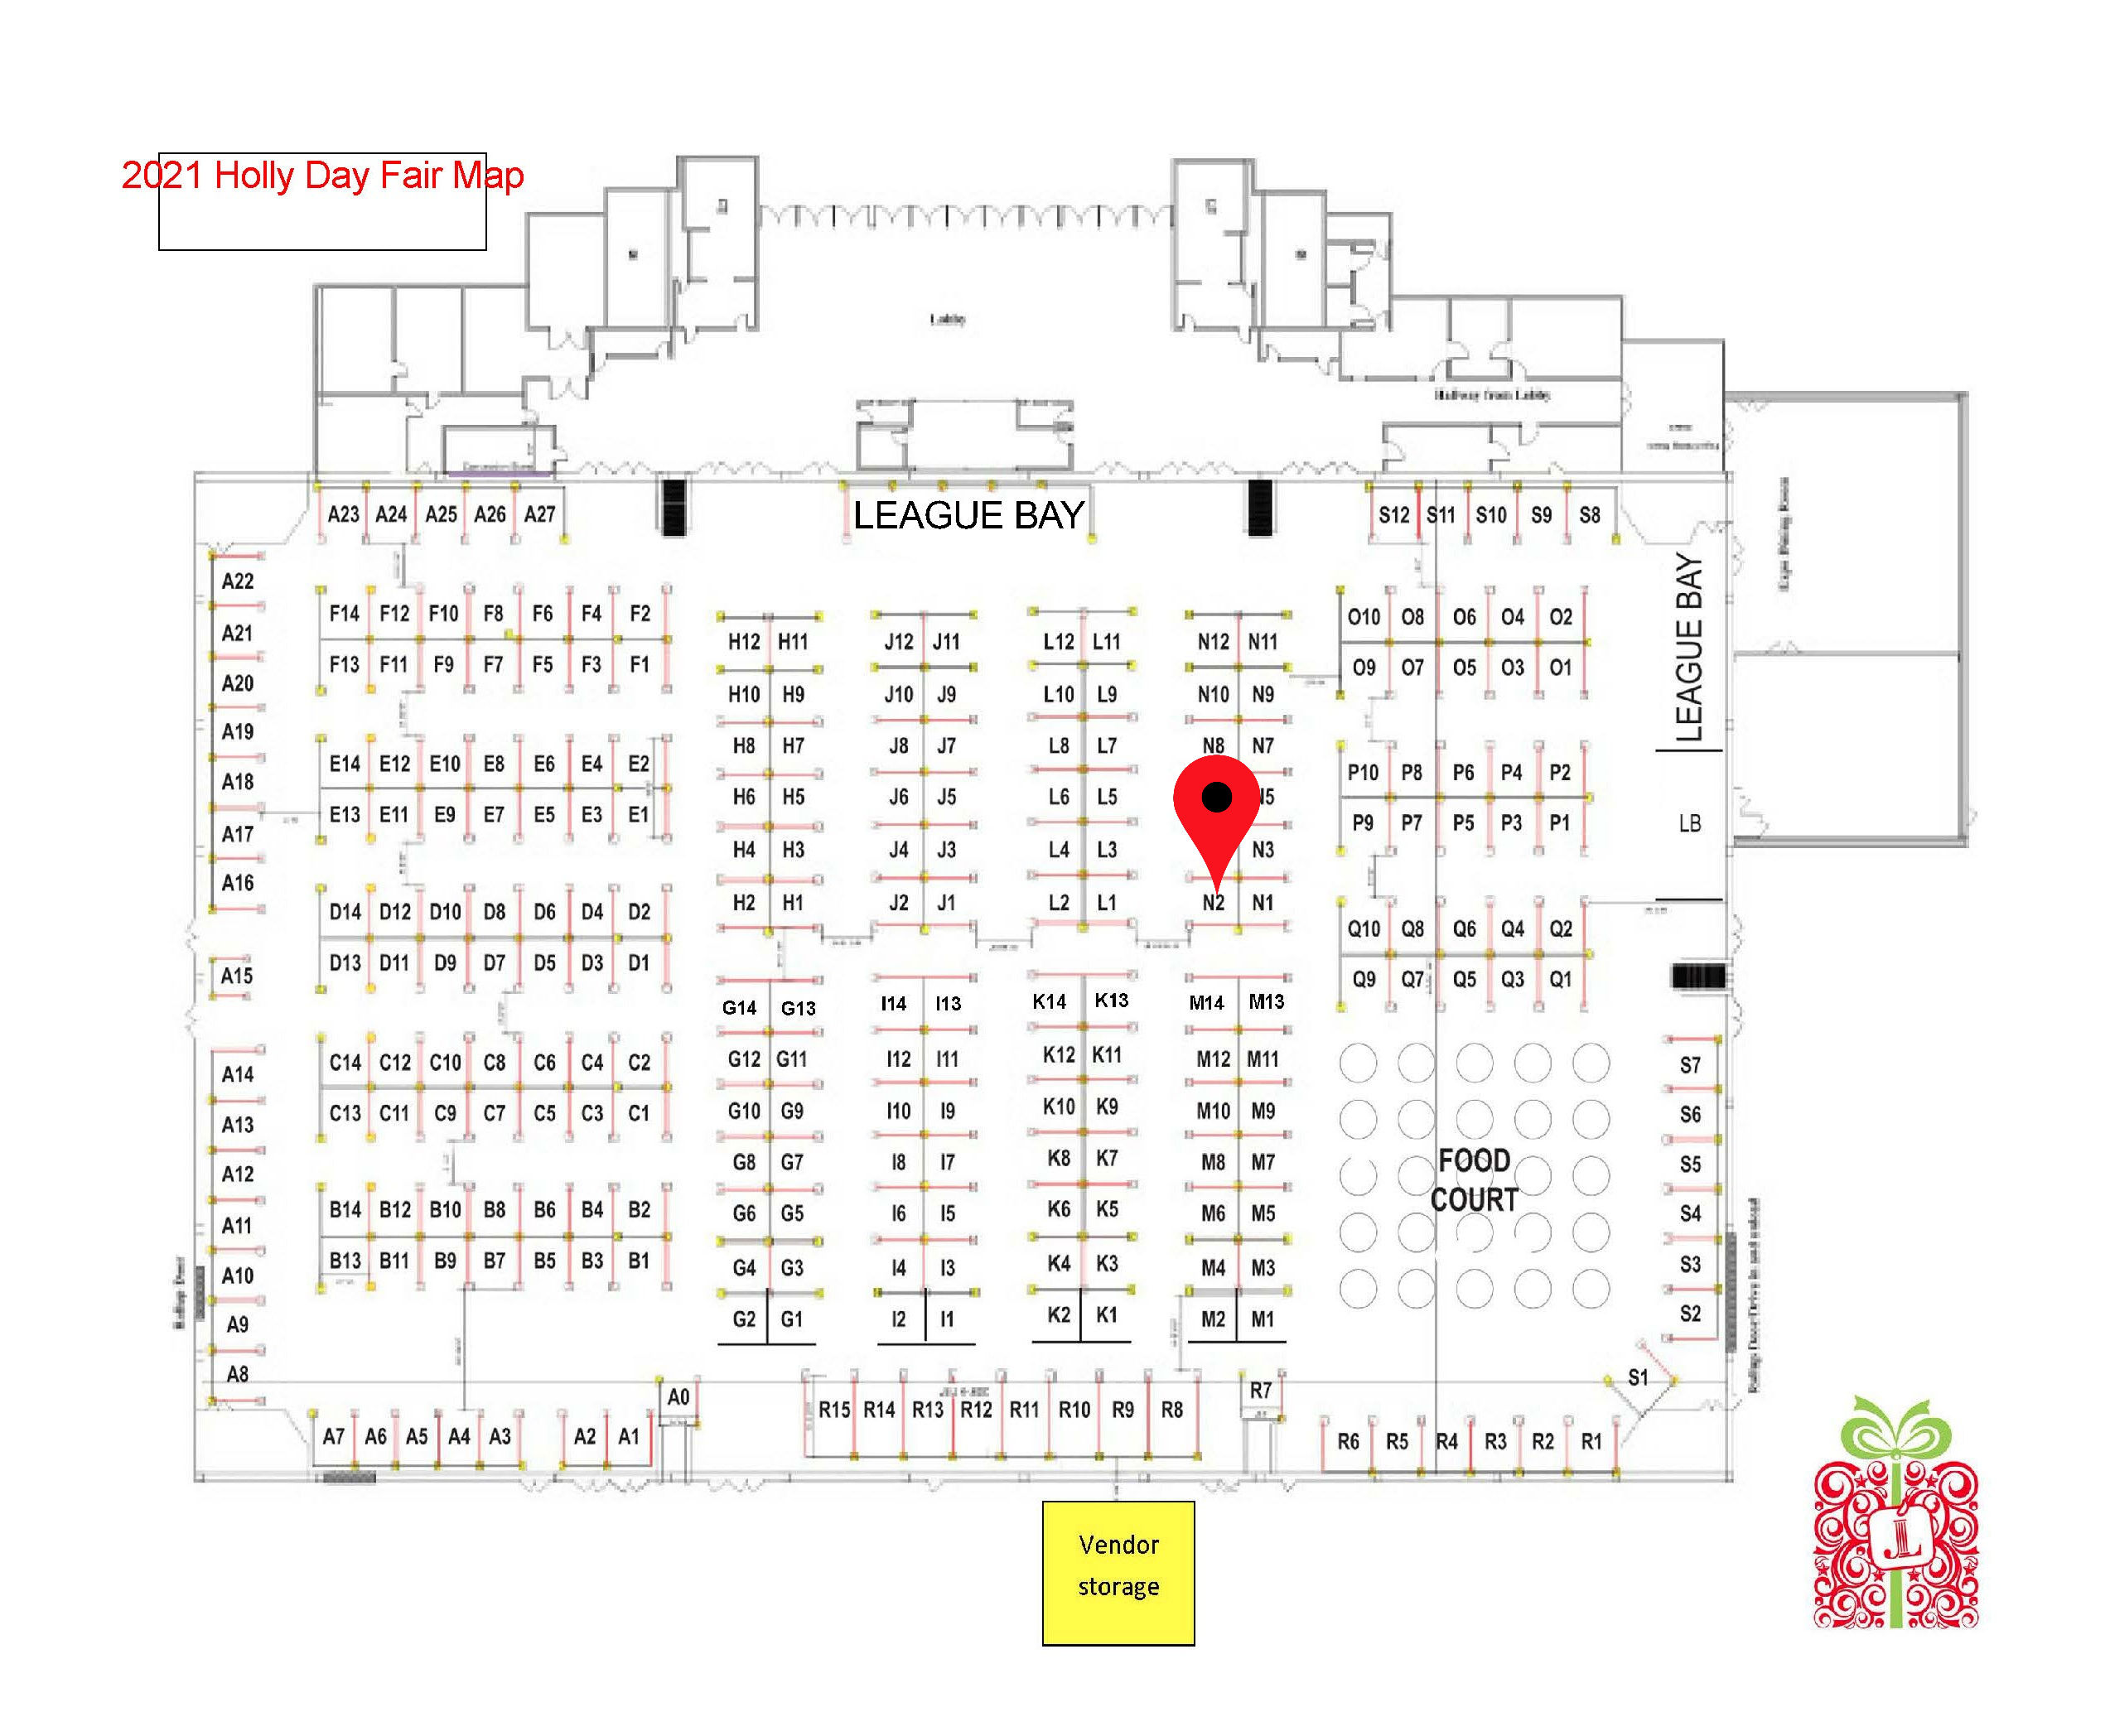 2021 Holly Day Fair Map
Lobby
Hallway from Lobby
LEAGUE BAY
A23 A24 A25 A26 A27
S12 S11 S10 S9 S8
A22
A21
A20
A19
A18
A17
A16
A15
A14
A13
A12
A11
A10
A9
A8
F14 F12 F10 F8 F6 F4 F2
F13 F11 F9 F7 F5 F3 F1
E14 E12 E10 E8 E6 E4 E2
E13 E11 E9 E7 E5 E3 E1
D14 D12 D10 D8 D6 D4 D2
D13 D11 D9 D7 D5 D3 D1
C14 C12 C10 C8 C6 C4 C2
C13 C11 C9 C7 C5 C3 C1
B14 B12 B10 B8 B6 B4 B2
B13 B11 B9 B7 B5 B3 B1
H12 H11
H10 H9
H8 H7
H6 H5
H4 H3
H2 H1
G14 G13
G12 G11
G10 G9
G8 G7
G6 G5
G4 G3
G2 G1
J12 J11
J10 J9
J8 J7
J6 J5
J4 J3
J2 J1
I14 I13
I12 I11
I10 I9
I8 I7
I6 I5
I4 I3
I2 I1
L12 L11
L10 L9
L8 L7
L6 L5
L4 L3
L2 L1
K14 K13
K12 K11
K10 K9
K8 K7
K6 K5
K4 K3
K2 K1
N12 N11
N10 N9
N8 N7
N5
N3
N2 N1
M14 M13
M12 M11
M10 M9
M8 M7
M6 M5
M4 M3
M2 M1
O10 O8 O6 O4 O2
O9 O7 O5 O3 O1
P10 P8 P6 P4 P2
P9 P7 P5 P3 P1
Q10 Q8 Q6 Q4 Q2
Q9 Q7 Q5 Q3 Q1
LEAGUE BAY
LB
FOOD
COURT
S7
S6
S5
S4
S3
S2
S1
A7 A6 A5 A4 A3 A2 A1
A0
R15 R14 R13 R12 R11 R10 R9 R8
R7
R6 R5 R4 R3 R2 R1
Vendor
storage
JL